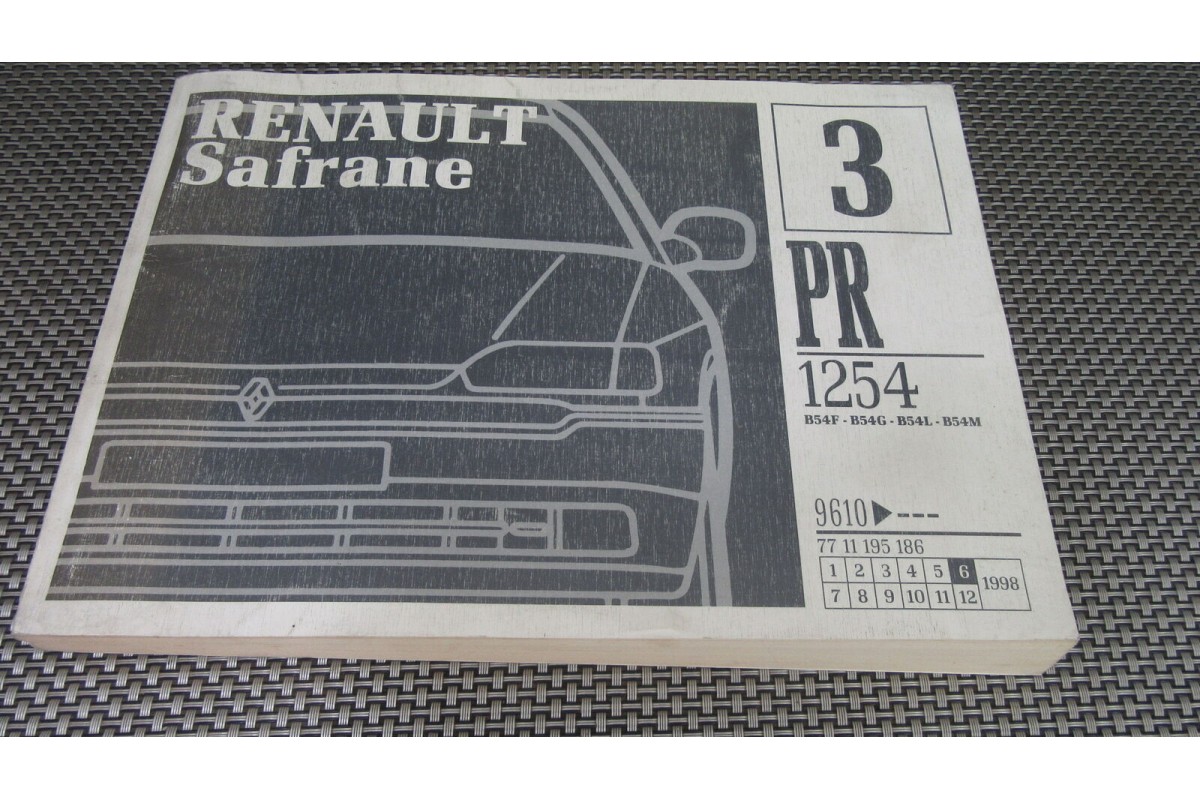 RENAULT
Safrane
3
PR
1254
B54F - B54G - B54L - B54M
9610 ▶ ---
77 11 195 186
1 2 3 4 5 6 1998
7 8 9 10 11 12